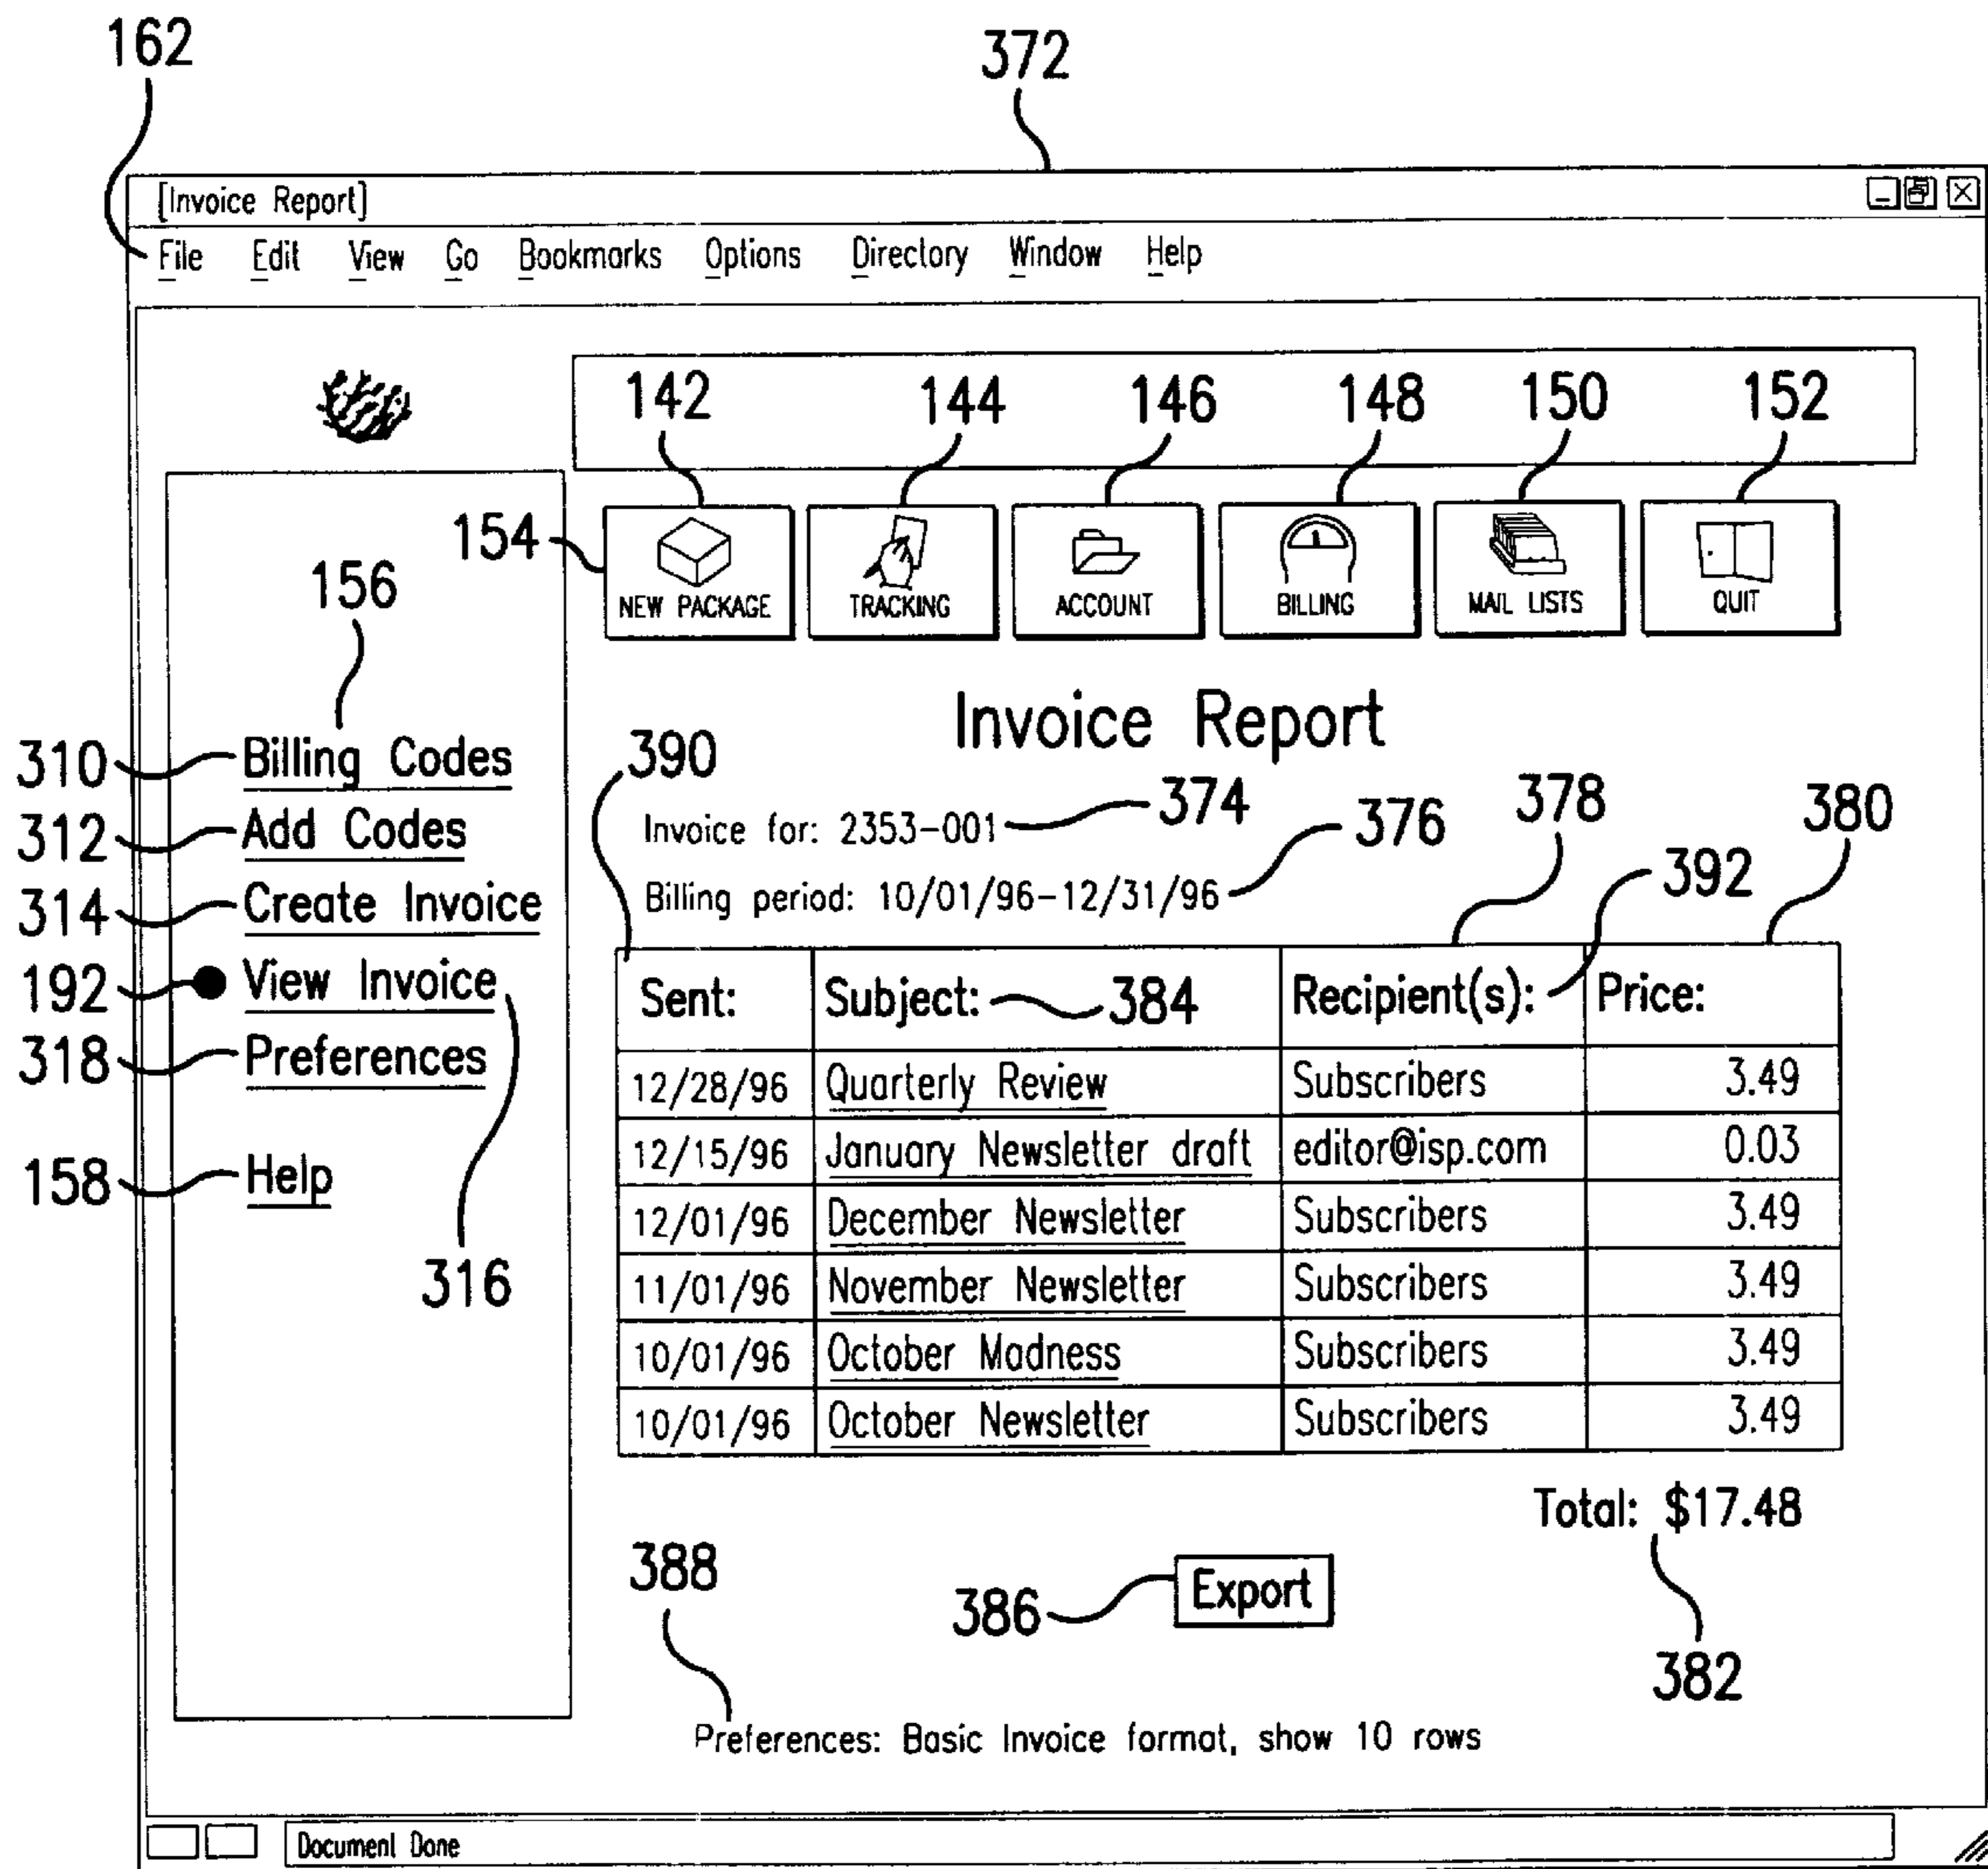 162
372
[Invoice Report]
File Edit View Go Bookmarks Options Directory Window Help
142 144 146 148 150 152
154
NEW PACKAGE TRACKING ACCOUNT BILLING MAIL LISTS QUIT
156
Invoice Report
310 Billing Codes
312 Add Codes
314 Create Invoice
192 View Invoice
318 Preferences
158 Help
316
390
Invoice for: 2353-001 374
378 380
Billing period: 10/01/96-12/31/96 376
392
Sent: Subject: 384 Recipient(s): Price:
12/28/96 Quarterly Review Subscribers 3.49
12/15/96 January Newsletter draft editor@isp.com 0.03
12/01/96 December Newsletter Subscribers 3.49
11/01/96 November Newsletter Subscribers 3.49
10/01/96 October Madness Subscribers 3.49
10/01/96 October Newsletter Subscribers 3.49
Total: $17.48
382
386 Export
388
Preferences: Basic Invoice format, show 10 rows
Document Done